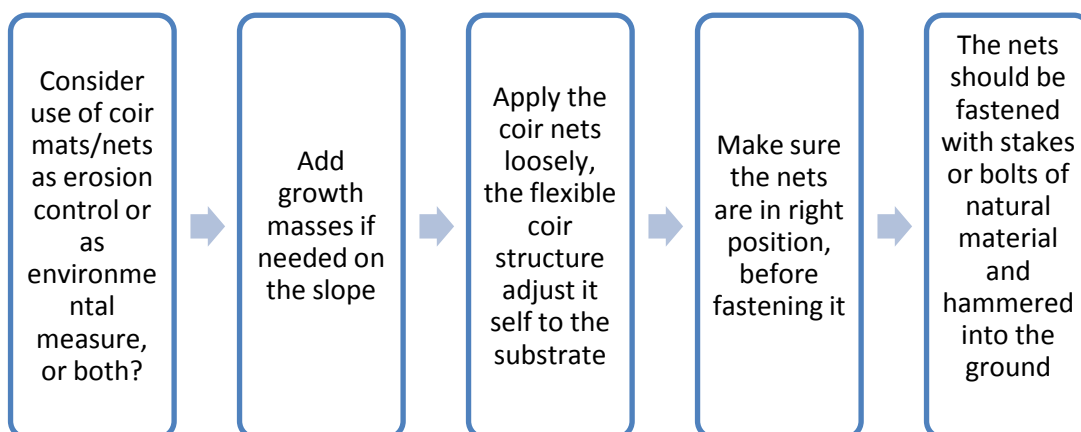 Consider
use of coir
mats/nets
as erosion
control or
as
environme
ntal
measure,
or both?
Add
growth
masses if
needed on
the slope
Apply the
coir nets
loosely,
the flexible
coir
structure
adjust it
self to the
substrate
Make sure
the nets
are in right
position,
before
fastening it
The nets
should be
fastened
with stakes
or bolts of
natural
material
and
hammered
into the
ground